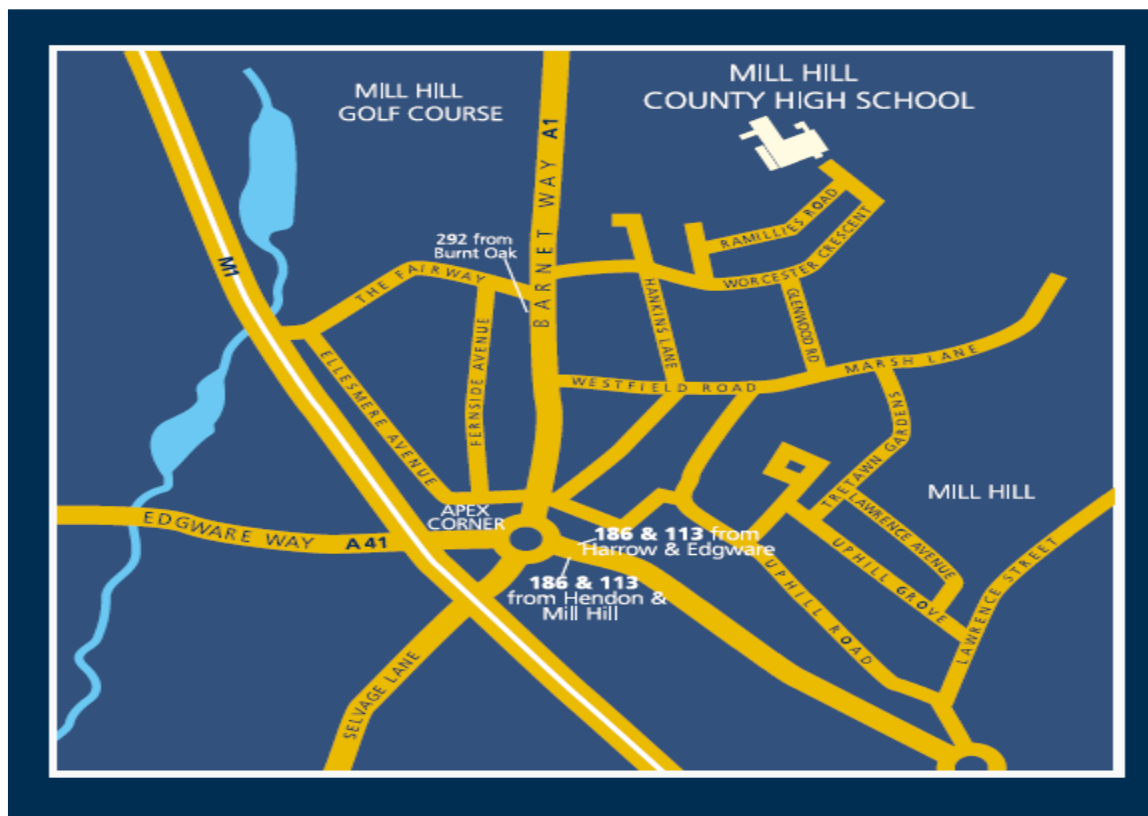 MILL HILL
GOLF COURSE
MILL HILL
COUNTY HIGH SCHOOL
BARNET WAY A1
M1
292 from
Burnt Oak
THE FAIRWAY
RAMILLIES ROAD
WORCESTER CRESCENT
HANKINS LANE
GLENWOOD RD
ELLESMERE AVENUE
FERNSIDE AVENUE
WESTFIELD ROAD
MARSH LANE
TRETAWN GARDENS
MILL HILL
LAWRENCE AVENUE
EDGWARE WAY A41
APEX
CORNER
186 & 113 from
Harrow & Edgware
186 & 113
from Hendon &
Mill Hill
UPHILL ROAD
UPHILL GROVE
LAWRENCE STREET
SELVAGE LANE